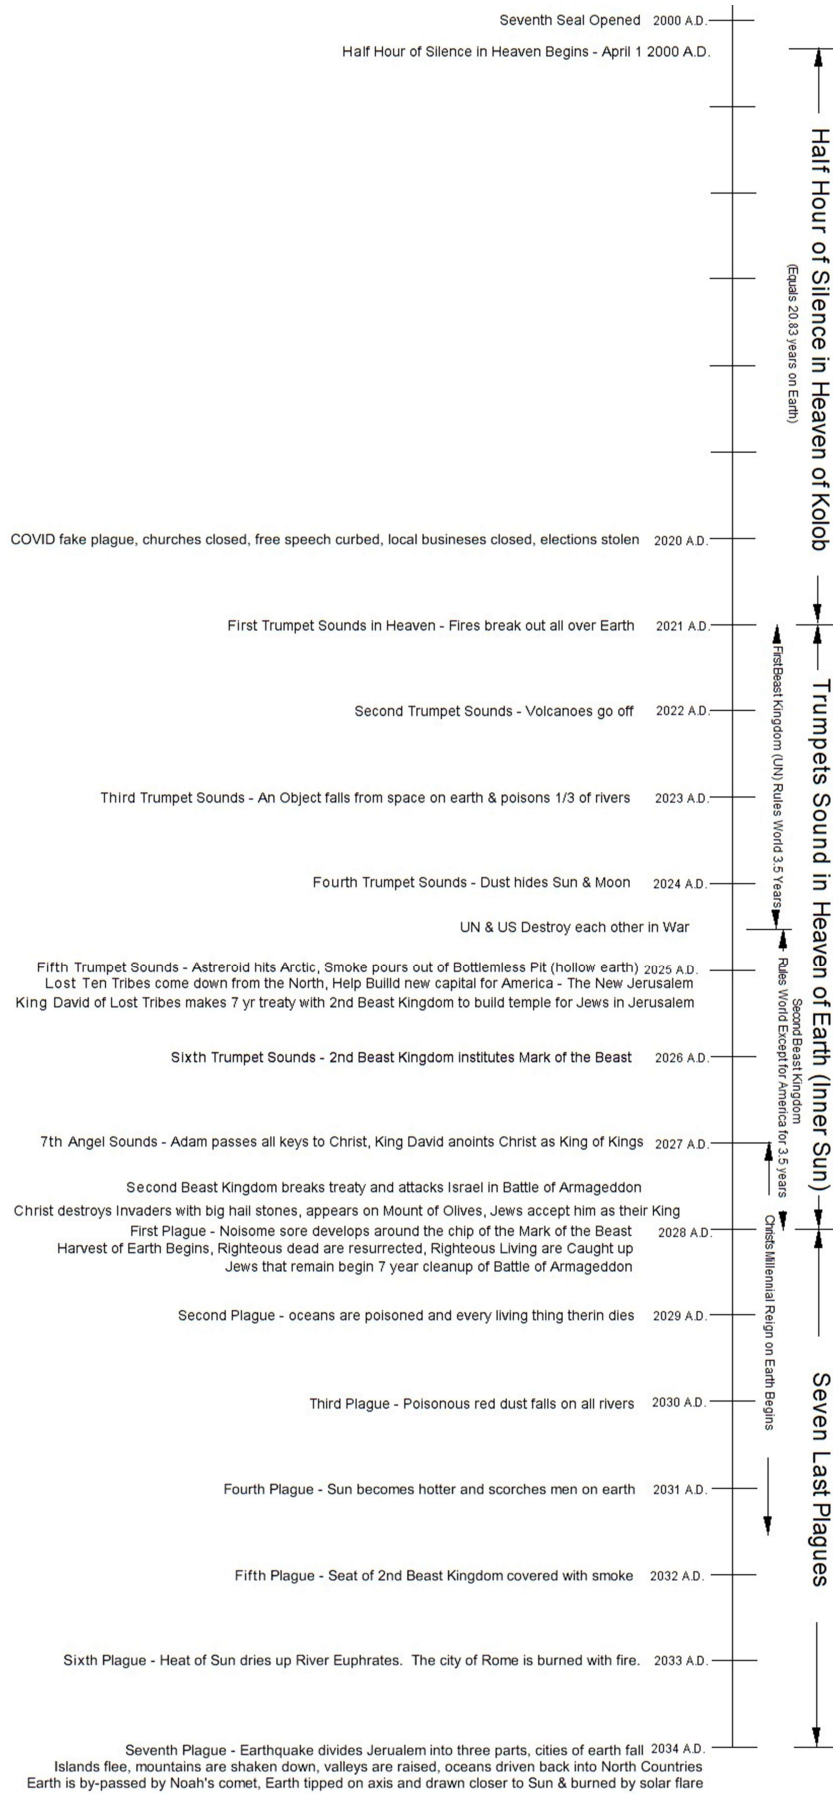 Seventh Seal Opened 2000 A.D.
Half Hour of Silence in Heaven Begins - April 1 2000 A.D.
Half Hour of Silence in Heaven of Kolob
(Equals 20.83 years on Earth)
COVID fake plague, churches closed, free speech curbed, local busineses closed, elections stolen 2020 A.D.
First Trumpet Sounds in Heaven - Fires break out all over Earth 2021 A.D.
First Beast Kingdom (UN) Rules World 3.5 Years
Trumpets Sound in Heaven of Earth (Inner Sun)
Second Trumpet Sounds - Volcanoes go off 2022 A.D.
Third Trumpet Sounds - An Object falls from space on earth & poisons 1/3 of rivers 2023 A.D.
Fourth Trumpet Sounds - Dust hides Sun & Moon 2024 A.D.
UN & US Destroy each other in War
Second Beast Kingdom
Rules World Except for America for 3.5 years
Fifth Trumpet Sounds - Astreroid hits Arctic, Smoke pours out of Bottlemless Pit (hollow earth) 2025 A.D.
Lost Ten Tribes come down from the North, Help Buiild new capital for America - The New Jerusalem
King David of Lost Tribes makes 7 yr treaty with 2nd Beast Kingdom to build temple for Jews in Jerusalem
Sixth Trumpet Sounds - 2nd Beast Kingdom institutes Mark of the Beast 2026 A.D.
7th Angel Sounds - Adam passes all keys to Christ, King David anoints Christ as King of Kings 2027 A.D.
Second Beast Kingdom breaks treaty and attacks Israel in Battle of Armageddon
Christ destroys Invaders with big hail stones, appears on Mount of Olives, Jews accept him as their King
First Plague - Noisome sore develops around the chip of the Mark of the Beast 2028 A.D.
Harvest of Earth Begins, Righteous dead are resurrected, Righteous Living are Caught up
Jews that remain begin 7 year cleanup of Battle of Armageddon
Christs Millennial Reign on Earth Begins
Second Plague - oceans are poisoned and every living thing therin dies 2029 A.D.
Seven Last Plagues
Third Plague - Poisonous red dust falls on all rivers 2030 A.D.
Fourth Plague - Sun becomes hotter and scorches men on earth 2031 A.D.
Fifth Plague - Seat of 2nd Beast Kingdom covered with smoke 2032 A.D.
Sixth Plague - Heat of Sun dries up River Euphrates. The city of Rome is burned with fire. 2033 A.D.
Seventh Plague - Earthquake divides Jerualem into three parts, cities of earth fall 2034 A.D.
Islands flee, mountains are shaken down, valleys are raised, oceans driven back into North Countries
Earth is by-passed by Noah's comet, Earth tipped on axis and drawn closer to Sun & burned by solar flare